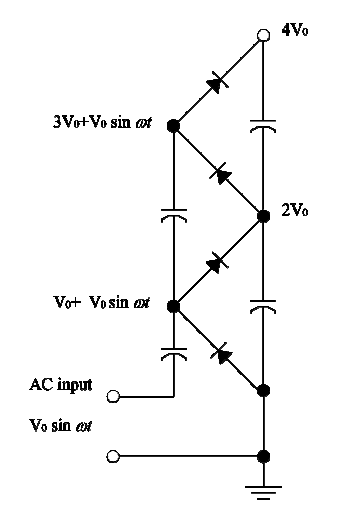 4V₀
3V₀+V₀ sin ωt
2V₀
V₀+ V₀ sin ωt
AC input
V₀ sin ωt